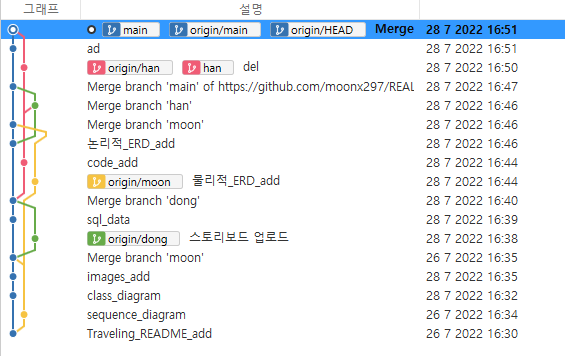 그래프 설명
main origin/main origin/HEAD Merge 28 7 2022 16:51
ad 28 7 2022 16:51
origin/han han del 28 7 2022 16:50
Merge branch 'main' of https://github.com/moonx297/REAL 28 7 2022 16:47
Merge branch 'han' 28 7 2022 16:46
Merge branch 'moon' 28 7 2022 16:46
논리적_ERD_add 28 7 2022 16:46
code_add 28 7 2022 16:44
origin/moon 물리적_ERD_add 28 7 2022 16:44
Merge branch 'dong' 28 7 2022 16:40
sql_data 28 7 2022 16:39
origin/dong 스토리보드 업로드 28 7 2022 16:38
Merge branch 'moon' 26 7 2022 16:35
images_add 28 7 2022 16:35
class_diagram 28 7 2022 16:32
sequence_diagram 26 7 2022 16:34
Traveling_README_add 26 7 2022 16:30